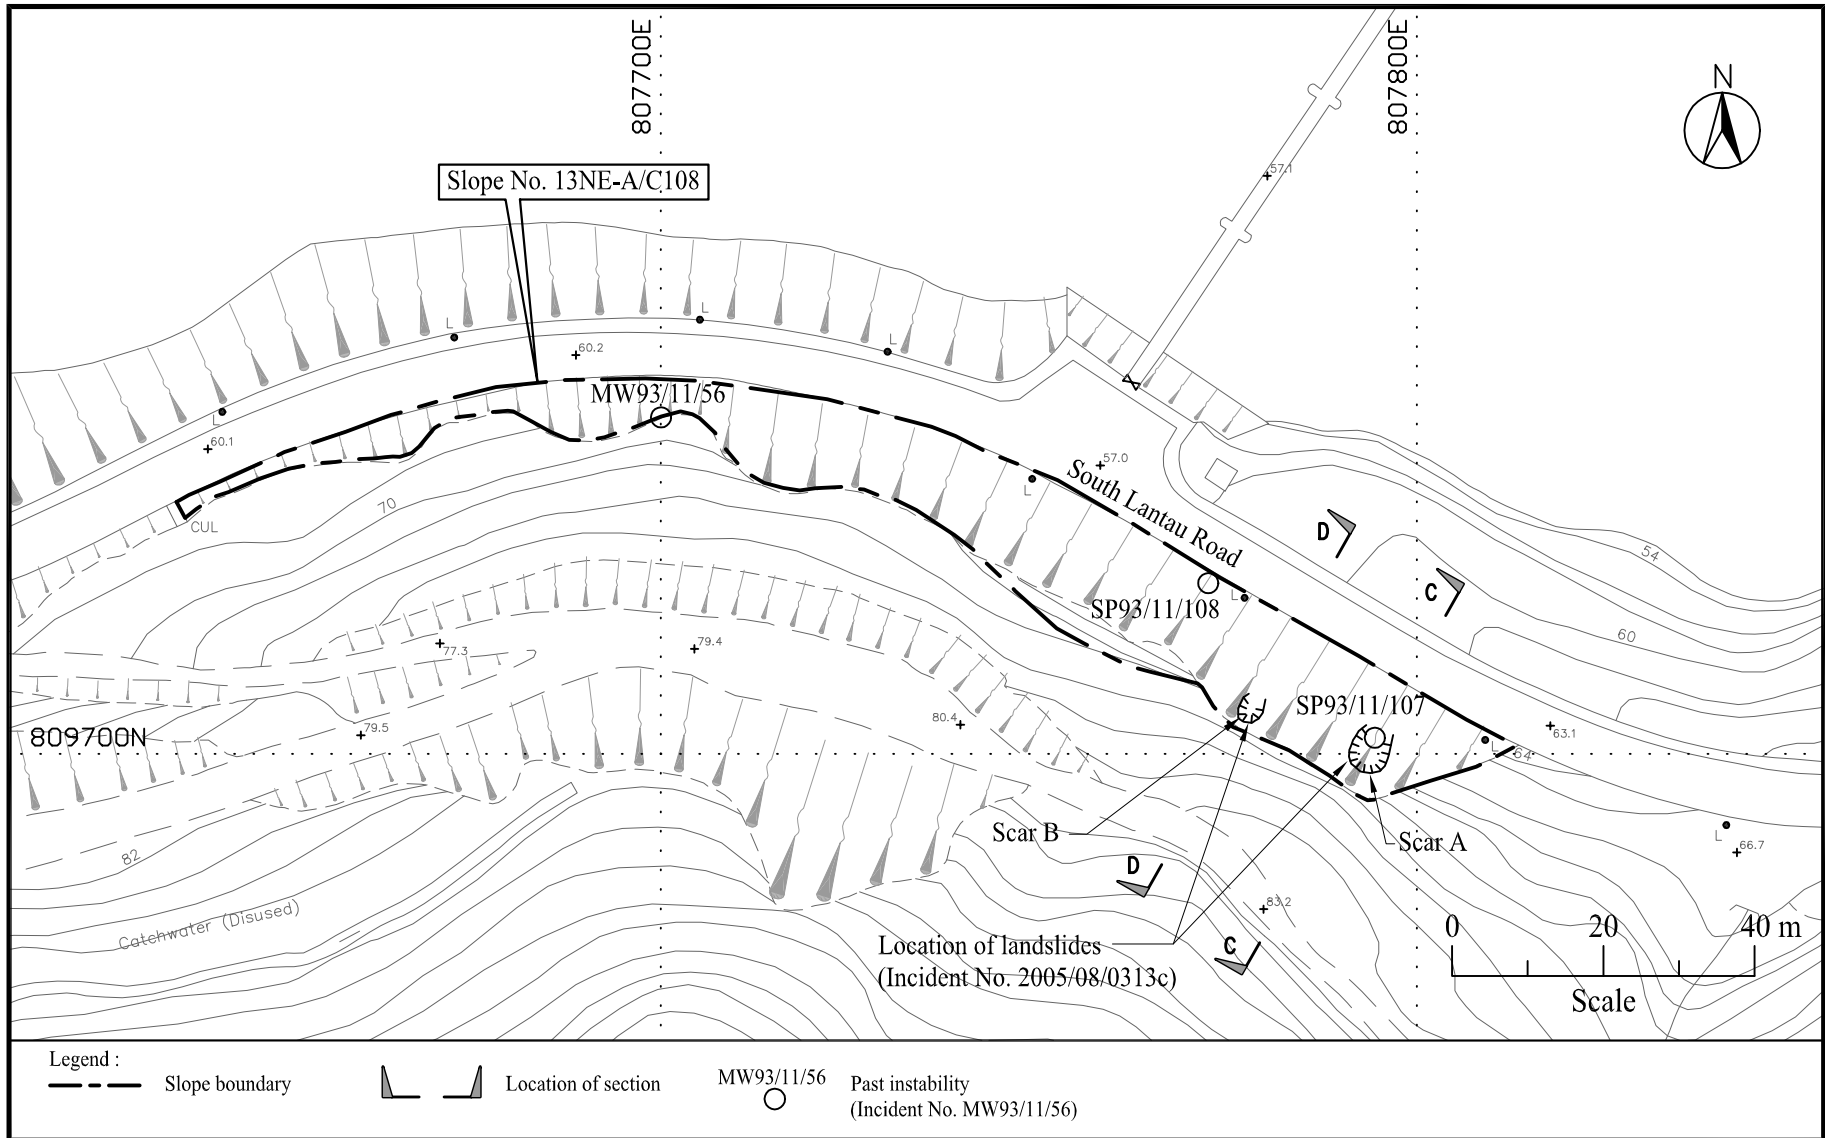 807700E
807800E
N
Slope No. 13NE-A/C108
57.1
L
L
L
60.2
MW93/11/56
L
60.1
57.0
South Lantau Road
L
70
CUL
D
54
C
L
SP93/11/108
60
77.3
79.4
SP93/11/107
80.4
63.1
79.5
809700N
L
64
Scar B
Scar A
L
66.7
82
D
83.2
Catchwater (Disused)
C
0 20 40 m
Location of landslides
(Incident No. 2005/08/0313c)
Scale
Legend :
Slope boundary
Location of section
MW93/11/56
Past instability
(Incident No. MW93/11/56)